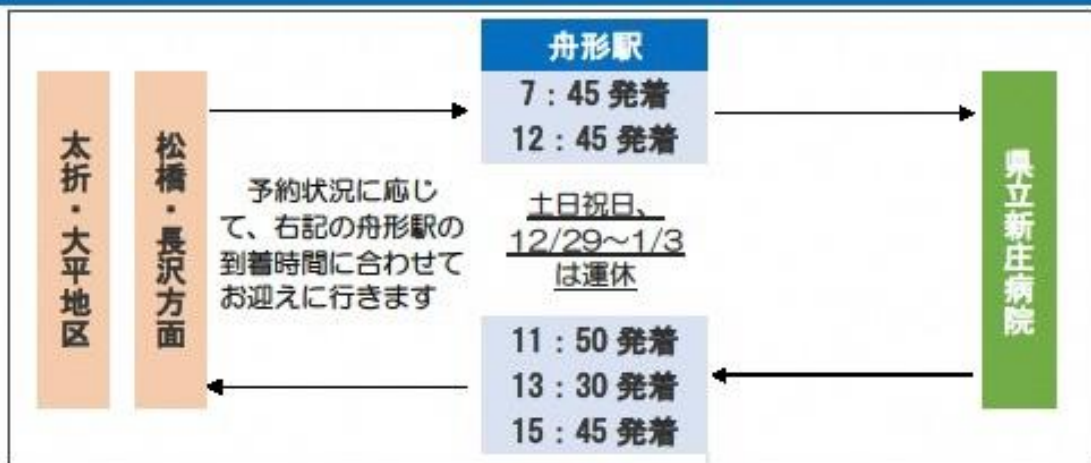 舟形駅
7：45 発着
12：45 発着
太折・大平地区
松橋・長沢方面
予約状況に応じ
て、右記の舟形駅の
到着時間に合わせて
お迎えに行きます
土日祝日、
12/29～1/3
は運休
県立新庄病院
11：50 発着
13：30 発着
15：45 発着